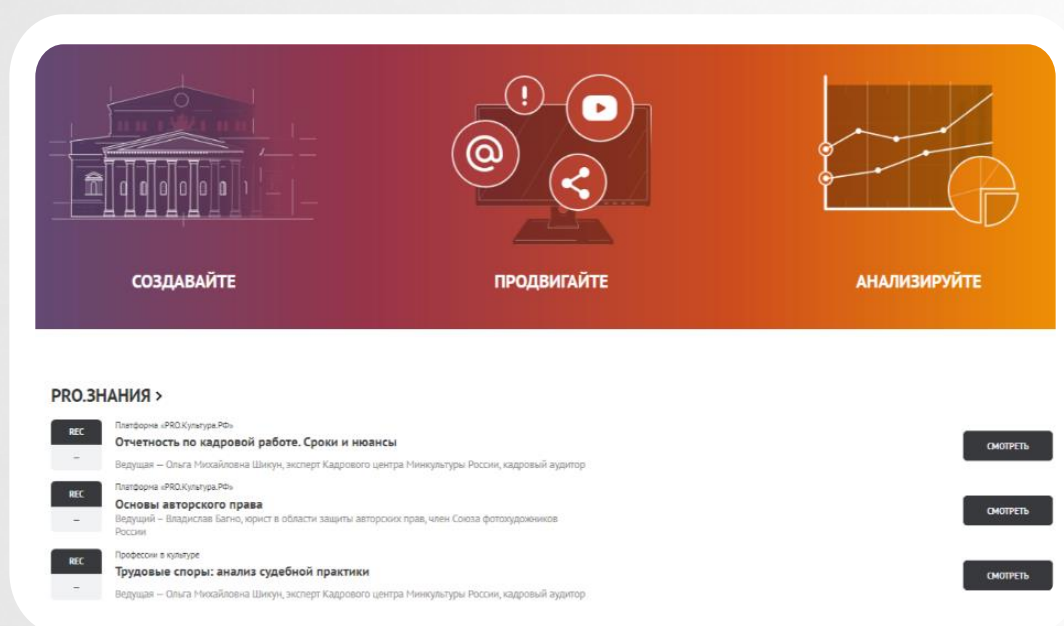 СОЗДАВАЙТЕ
ПРОДВИГАЙТЕ
АНАЛИЗИРУЙТЕ
PRO.ЗНАНИЯ >
REC
–
Платформа «PRO.Культура.РФ»
Отчетность по кадровой работе. Сроки и нюансы
Ведущая — Ольга Михайловна Шикун, эксперт Кадрового центра Минкультуры России, кадровый аудитор
СМОТРЕТЬ
REC
–
Платформа «PRO.Культура.РФ»
Основы авторского права
Ведущий – Владислав Багно, юрист в области защиты авторских прав, член Союза фотохудожников
России
СМОТРЕТЬ
REC
–
Профессии в культуре
Трудовые споры: анализ судебной практики
Ведущая — Ольга Михайловна Шикун, эксперт Кадрового центра Минкультуры России, кадровый аудитор
СМОТРЕТЬ